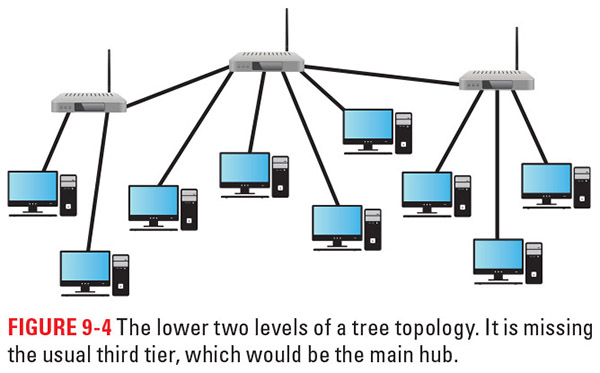 FIGURE 9-4 The lower two levels of a tree topology. It is missing
the usual third tier, which would be the main hub.